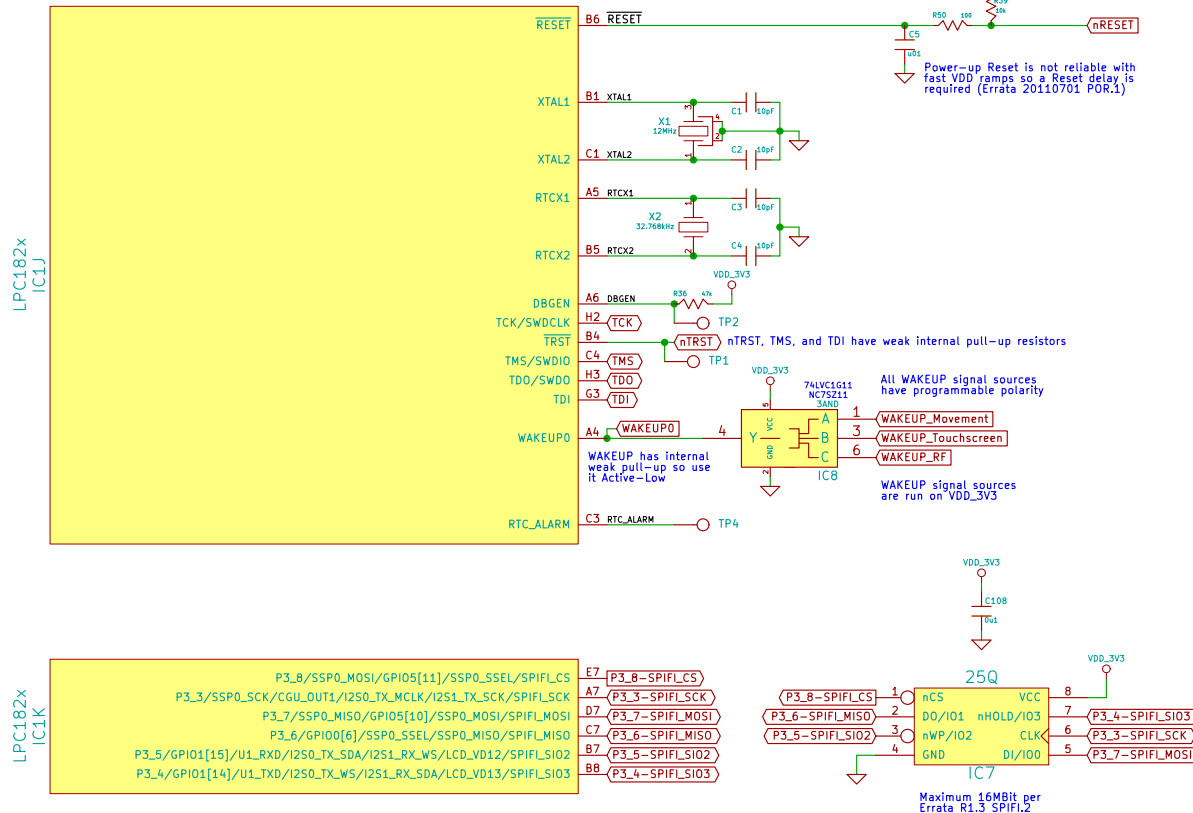 LPC182x
IC1J
RESET
B6
RESET
R50
100
R39
10k
nRESET
C5
u01
Power-up Reset is not reliable with
fast VDD ramps so a Reset delay is
required (Errata 20110701 POR.1)
XTAL1
B1
XTAL1
C1
10pF
X1
12MHz
3
4
2
1
XTAL2
C1
XTAL2
C2
10pF
RTCX1
A5
RTCX1
C3
10pF
X2
32.768kHz
1
2
RTCX2
B5
RTCX2
C4
10pF
VDD_3V3
DBGEN
A6
DBGEN
R36
47k
TCK/SWDCLK
H2
TCK
TP2
TRST
B4
nTRST
nTRST, TMS, and TDI have weak internal pull-up resistors
TMS/SWDIO
C4
TMS
TP1
TDO/SWDO
H3
TDO
TDI
G3
TDI
VDD_3V3
74LVC1G11
NC7SZ11
3AND
All WAKEUP signal sources
have programmable polarity
5
VCC
A
1
WAKEUP_Movement
WAKEUP0
A4
WAKEUP0
4
Y
B
3
WAKEUP_Touchscreen
GND
C
6
WAKEUP_RF
2
IC8
WAKEUP has internal
weak pull-up so use
it Active-Low
WAKEUP signal sources
are run on VDD_3V3
RTC_ALARM
C3
RTC_ALARM
TP4
VDD_3V3
C108
0u1
LPC182x
IC1K
P3_8/SSP0_MOSI/GPIO5[11]/SSP0_SSEL/SPIFI_CS
E7
P3_8-SPIFI_CS
P3_3/SSP0_SCK/CGU_OUT1/I2S0_TX_MCLK/I2S1_TX_SCK/SPIFI_SCK
A7
P3_3-SPIFI_SCK
P3_7/SSP0_MISO/GPIO5[10]/SSP0_MOSI/SPIFI_MOSI
D7
P3_7-SPIFI_MOSI
P3_6/GPIO0[6]/SSP0_SSEL/SSP0_MISO/SPIFI_MISO
C7
P3_6-SPIFI_MISO
P3_5/GPIO1[15]/U1_RXD/I2S0_TX_SDA/I2S1_RX_WS/LCD_VD12/SPIFI_SIO2
B7
P3_5-SPIFI_SIO2
P3_4/GPIO1[14]/U1_TXD/I2S0_TX_WS/I2S1_RX_SDA/LCD_VD13/SPIFI_SIO3
B8
P3_4-SPIFI_SIO3
25Q
VDD_3V3
P3_8-SPIFI_CS
1
nCS
VCC
8
P3_6-SPIFI_MISO
2
DO/IO1
nHOLD/IO3
7
P3_4-SPIFI_SIO3
P3_5-SPIFI_SIO2
3
nWP/IO2
CLK
6
P3_3-SPIFI_SCK
4
GND
DI/IO0
5
P3_7-SPIFI_MOSI
IC7
Maximum 16MBit per
Errata R1.3 SPIFI.2